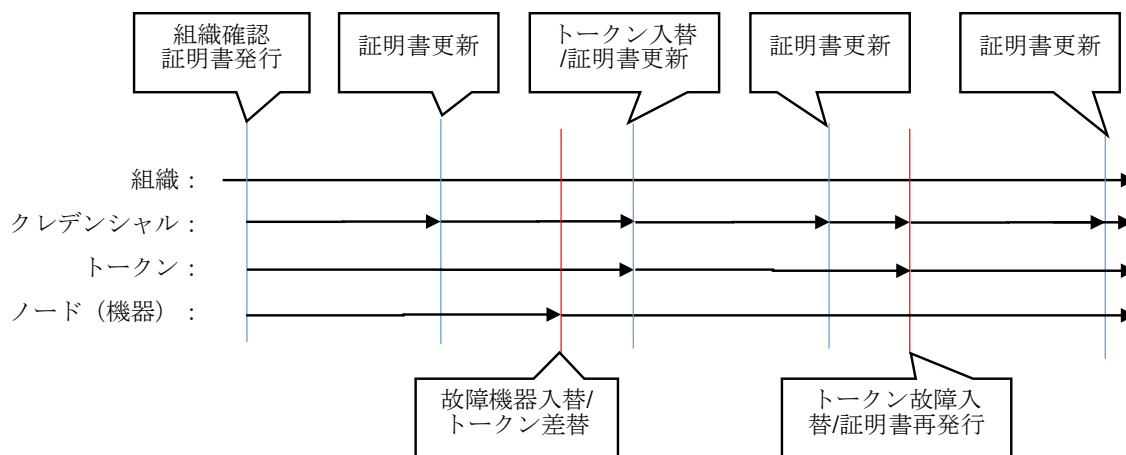 組織確認
証明書発行
証明書更新
トークン入替
/証明書更新
証明書更新
証明書更新
組織：
クレデンシャル：
トークン：
ノード（機器）：
故障機器入替/
トークン差替
トークン故障入
替/証明書再発行